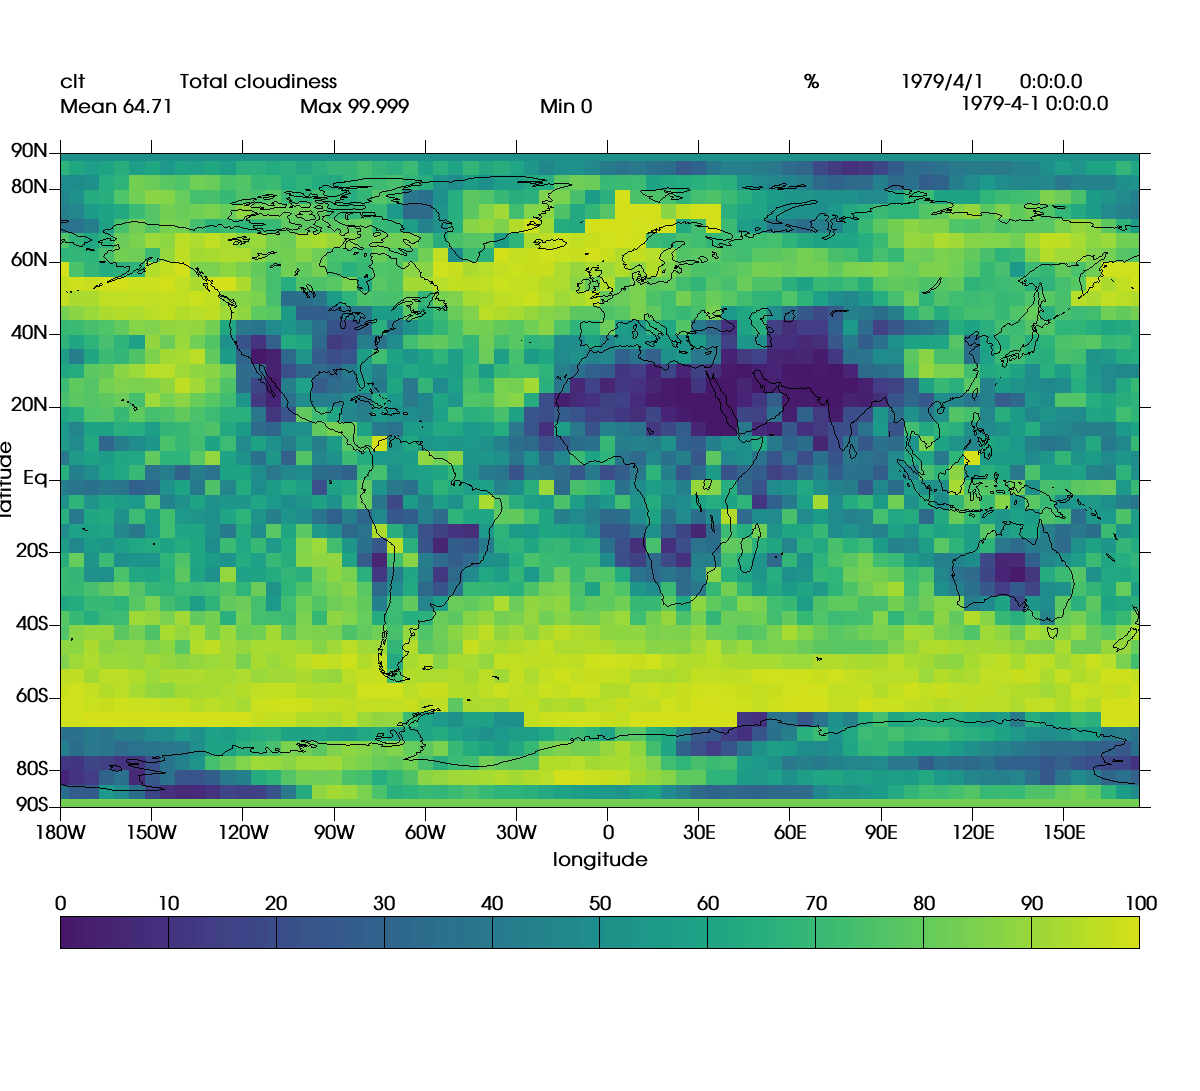 clt Total cloudiness % 1979/4/1 0:0:0.0
Mean 64.71 Max 99.999 Min 0 1979-4-1 0:0:0.0
90N
80N
60N
40N
20N
Eq
20S
40S
60S
80S
90S
latitude
180W 150W 120W 90W 60W 30W 0 30E 60E 90E 120E 150E
longitude
0 10 20 30 40 50 60 70 80 90 100